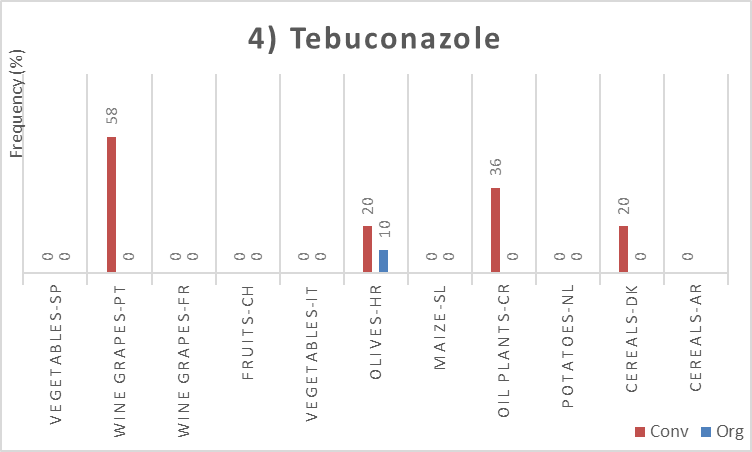 4) Tebuconazole
Frequency (%)
0 0
58 0
0 0
0 0
0 0
20 10
0 0
36 0
0 0
20 0
0
VEGETABLES-SP
WINE GRAPES-PT
WINE GRAPES-FR
FRUITS-CH
VEGETABLES-IT
OLIVES-HR
MAIZE-SL
OIL PLANTS-CR
POTATOES-NL
CEREALS-DK
CEREALS-AR
Conv Org